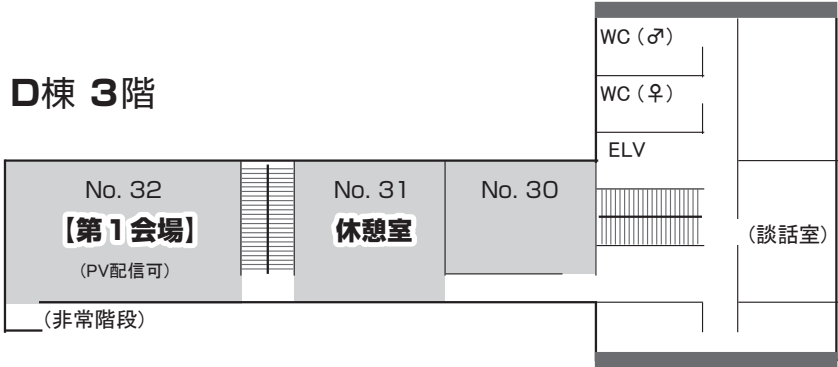 D棟 3階
WC（♂）
WC（♀）
ELV
No. 32
【第1会場】
（PV配信可）
No. 31
休憩室
No. 30
（談話室）
（非常階段）